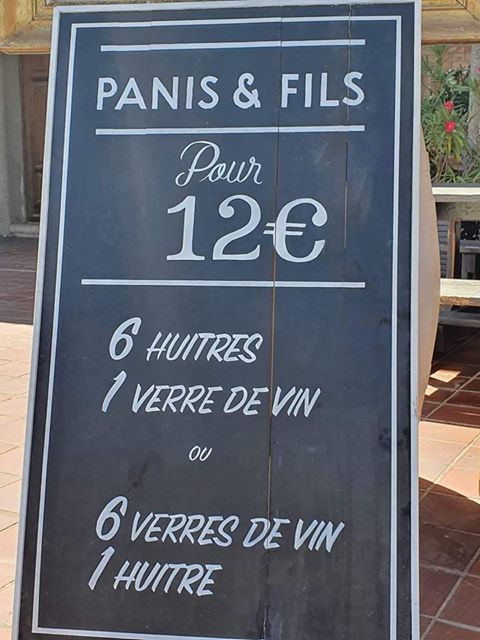 PANIS & FILS
Pour
12€
6 HUITRES
1 VERRE DE VIN
OU
6 VERRES DE VIN
1 HUITRE